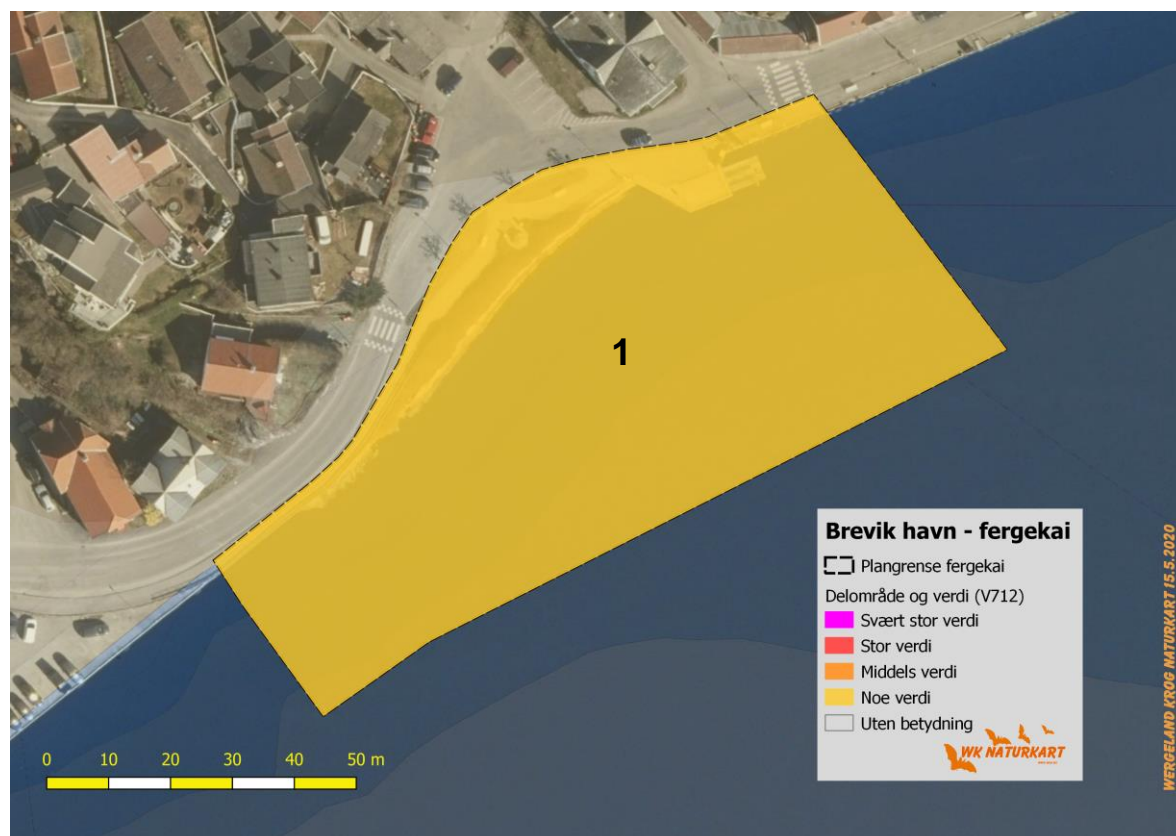 1
Brevik havn - fergekai
Plangrense fergekai
Delområde og verdi (V712)
Svært stor verdi
Stor verdi
Middels verdi
Noe verdi
Uten betydning
WK NATURKART
0 10 20 30 40 50 m
WERGELAND KROG NATURKART 15.5.2020